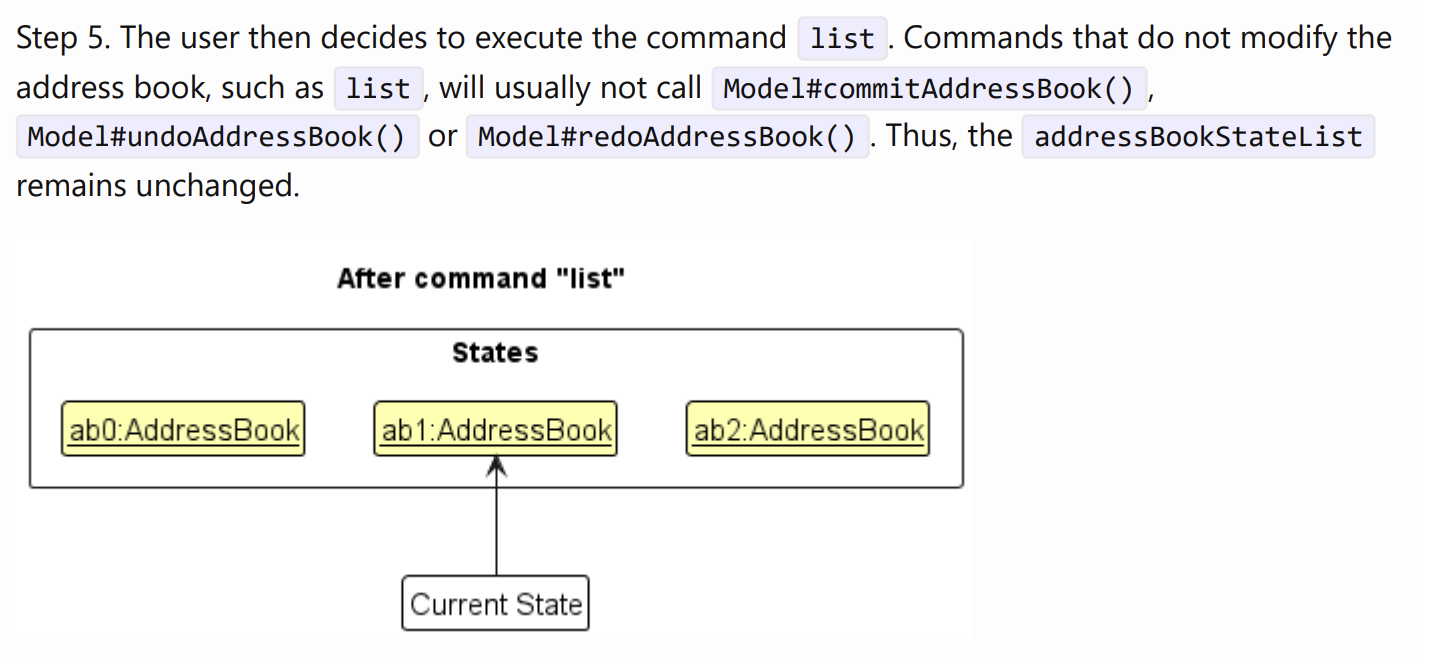 Step 5. The user then decides to execute the command list. Commands that do not modify the
address book, such as list, will usually not call Model#commitAddressBook(),
Model#undoAddressBook() or Model#redoAddressBook(). Thus, the addressBookStateList
remains unchanged.
After command "list"
States
ab0:AddressBook ab1:AddressBook ab2:AddressBook
Current State